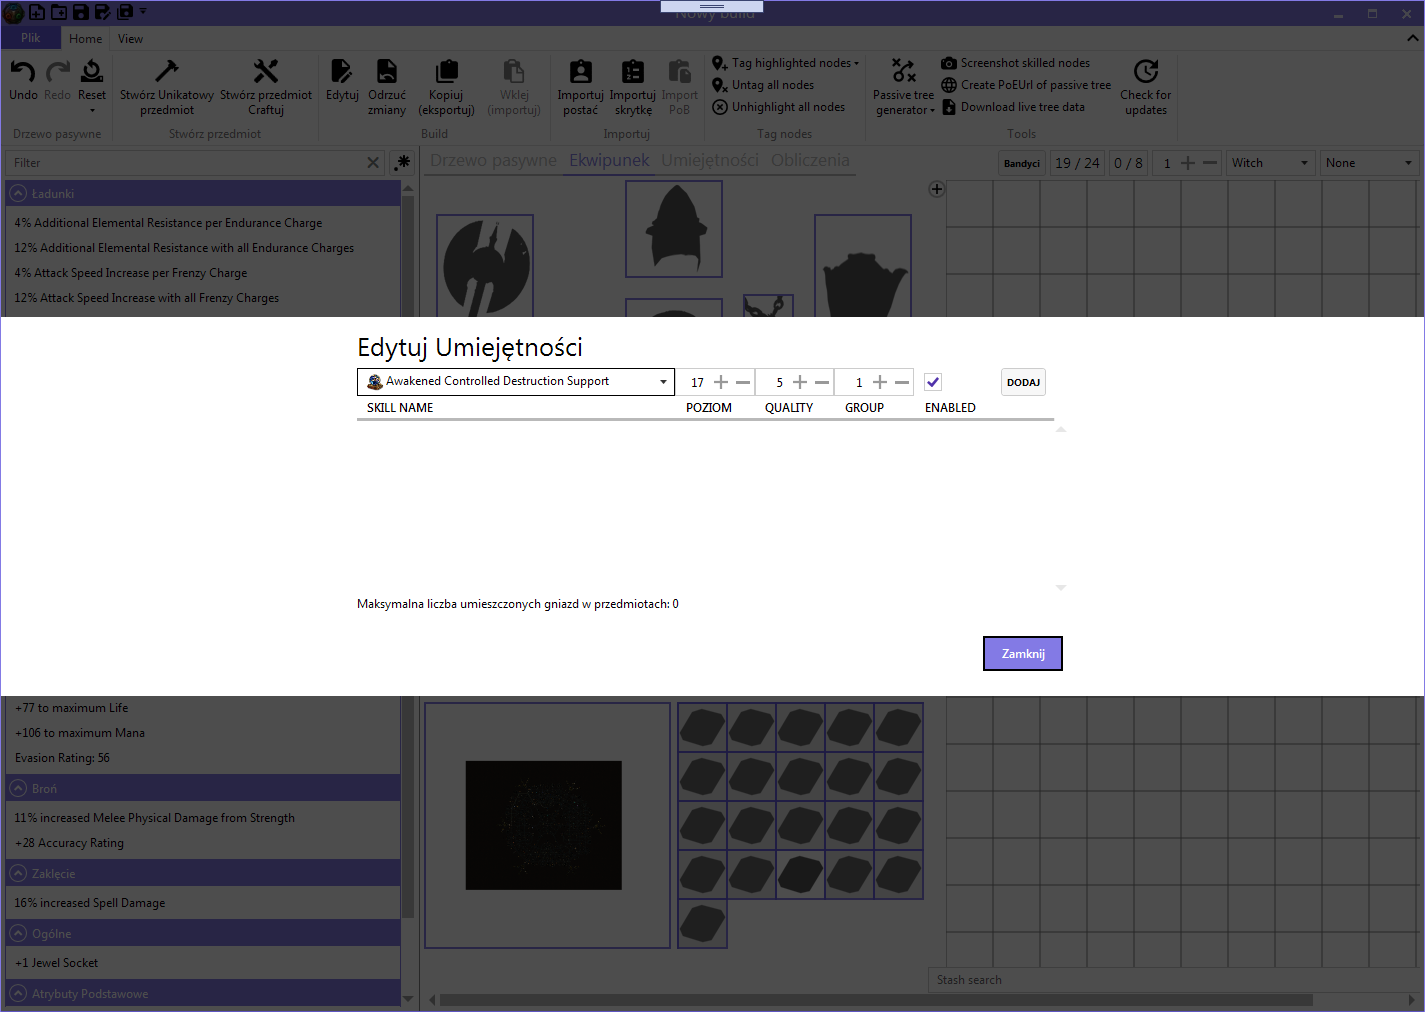 Nowy build
Plik
Home
View
Undo
Redo
Reset
Drzewo pasywne
Stwórz Unikatowy
przedmiot
Stwórz przedmiot
Craftuj
Stwórz przedmiot
Edytuj
Odrzuć
zmiany
Kopiuj
(eksportuj)
Wklej
(importuj)
Build
Importuj
postać
Importuj
skrytkę
Import
PoB
Importuj
Tag highlighted nodes
Untag all nodes
Unhighlight all nodes
Tag nodes
Passive tree
generator
Screenshot skilled nodes
Create PoEUrl of passive tree
Download live tree data
Check for
updates
Tools
Filter
Drzewo pasywne
Ekwipunek
Umiejętności
Obliczenia
Bandyci
19 / 24
0 / 8
1
Witch
None
Ładunki
4% Additional Elemental Resistance per Endurance Charge
12% Additional Elemental Resistance with all Endurance Charges
4% Attack Speed Increase per Frenzy Charge
12% Attack Speed Increase with all Frenzy Charges
Edytuj Umiejętności
Awakened Controlled Destruction Support
17
5
1
DODAJ
SKILL NAME
POZIOM
QUALITY
GROUP
ENABLED
Maksymalna liczba umieszczonych gniazd w przedmiotach: 0
Zamknij
+77 to maximum Life
+106 to maximum Mana
Evasion Rating: 56
Broń
11% increased Melee Physical Damage from Strength
+28 Accuracy Rating
Zaklęcie
16% increased Spell Damage
Ogólne
+1 Jewel Socket
Atrybuty Podstawowe
Stash search